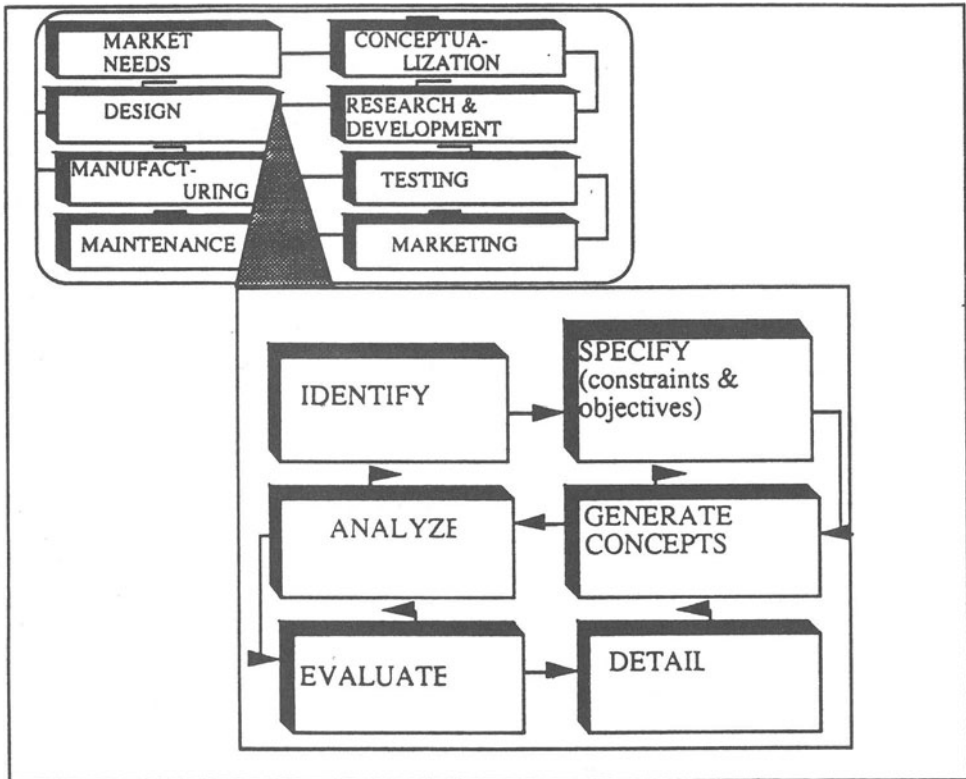 MARKET
NEEDS
CONCEPTUA-
LIZATION
DESIGN
RESEARCH &
DEVELOPMENT
MANUFACT-
URING
TESTING
MAINTENANCE
MARKETING
IDENTIFY
SPECIFY
(constraints &
objectives)
ANALYZE
GENERATE
CONCEPTS
EVALUATE
DETAIL